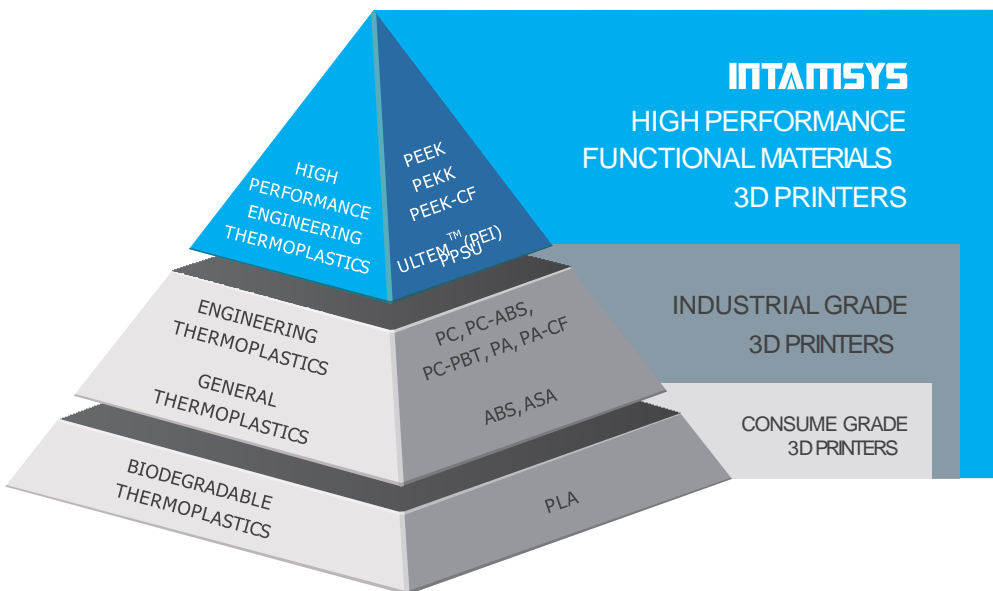 INTAMSYS
HIGH PERFORMANCE
FUNCTIONAL MATERIALS
3D PRINTERS
HIGH
PERFORMANCE
ENGINEERING
THERMOPLASTICS
PEEK
PEKK
PEEK-CF
ULTEM™ (PEI)
PPSU
INDUSTRIAL GRADE
3D PRINTERS
ENGINEERING
THERMOPLASTICS
GENERAL
THERMOPLASTICS
PC, PC-ABS,
PC-PBT, PA, PA-CF
ABS, ASA
CONSUME GRADE
3D PRINTERS
BIODEGRADABLE
THERMOPLASTICS
PLA